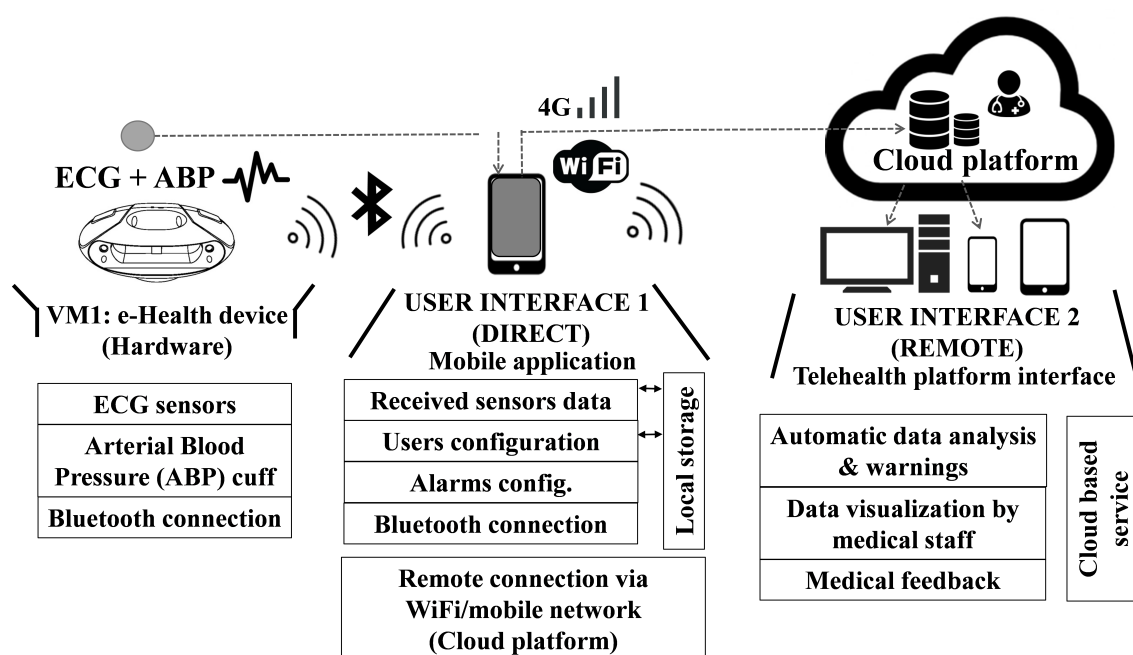 4G
WiFi
ECG + ABP
Cloud platform
VM1: e-Health device
(Hardware)
ECG sensors
Arterial Blood
Pressure (ABP) cuff
Bluetooth connection
USER INTERFACE 1
(DIRECT)
Mobile application
Received sensors data
Users configuration
Alarms config.
Bluetooth connection
Local storage
Remote connection via
WiFi/mobile network
(Cloud platform)
USER INTERFACE 2
(REMOTE)
Telehealth platform interface
Automatic data analysis
& warnings
Data visualization by
medical staff
Medical feedback
Cloud based
service